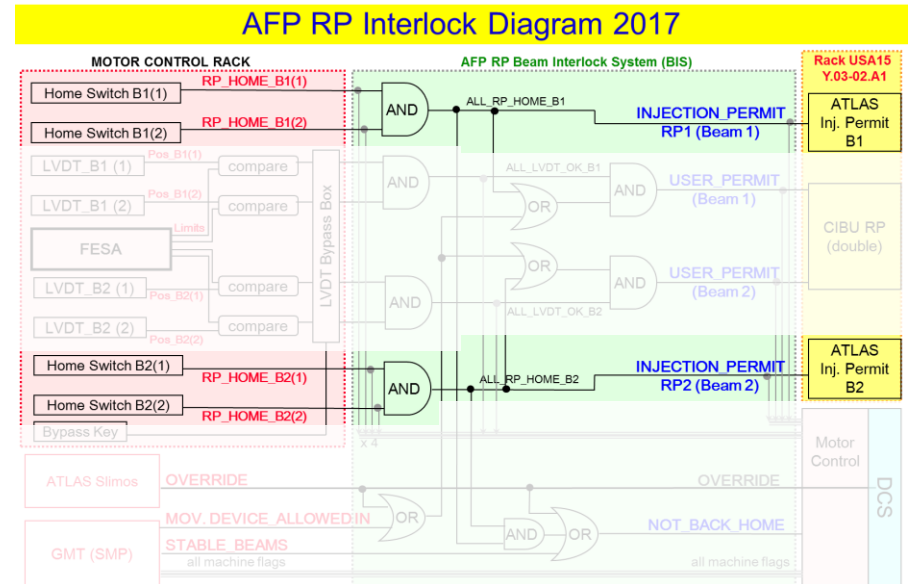 AFP RP Interlock Diagram 2017
MOTOR CONTROL RACK
AFP RP Beam Interlock System (BIS)
Rack USA15
Y.03-02.A1
Home Switch B1(1)
RP_HOME_B1(1)
Home Switch B1(2)
RP_HOME_B1(2)
AND
ALL_RP_HOME_B1
INJECTION_PERMIT
RP1 (Beam 1)
ATLAS
Inj. Permit
B1
LVDT_B1 (1)
Pos_B1(1)
compare
LVDT_B1 (2)
Pos_B1(2)
compare
Limits
FESA
LVDT_B2 (1)
Pos_B2(1)
compare
LVDT_B2 (2)
Pos_B2(2)
compare
LVDT Bypass Box
AND
ALL_LVDT_OK_B1
OR
AND
USER_PERMIT
(Beam 1)
CIBU RP
(double)
OR
AND
USER_PERMIT
(Beam 2)
AND
ALL_LVDT_OK_B2
Home Switch B2(1)
RP_HOME_B2(1)
Home Switch B2(2)
RP_HOME_B2(2)
AND
ALL_RP_HOME_B2
INJECTION_PERMIT
RP2 (Beam 2)
ATLAS
Inj. Permit
B2
Bypass Key
x 4
Motor
Control
DCS
ATLAS Slimos
OVERRIDE
OVERRIDE
MOV. DEVICE_ALLOWED IN
OR
GMT (SMP)
STABLE_BEAMS
all machine flags
AND
OR
NOT_BACK_HOME
all machine flags